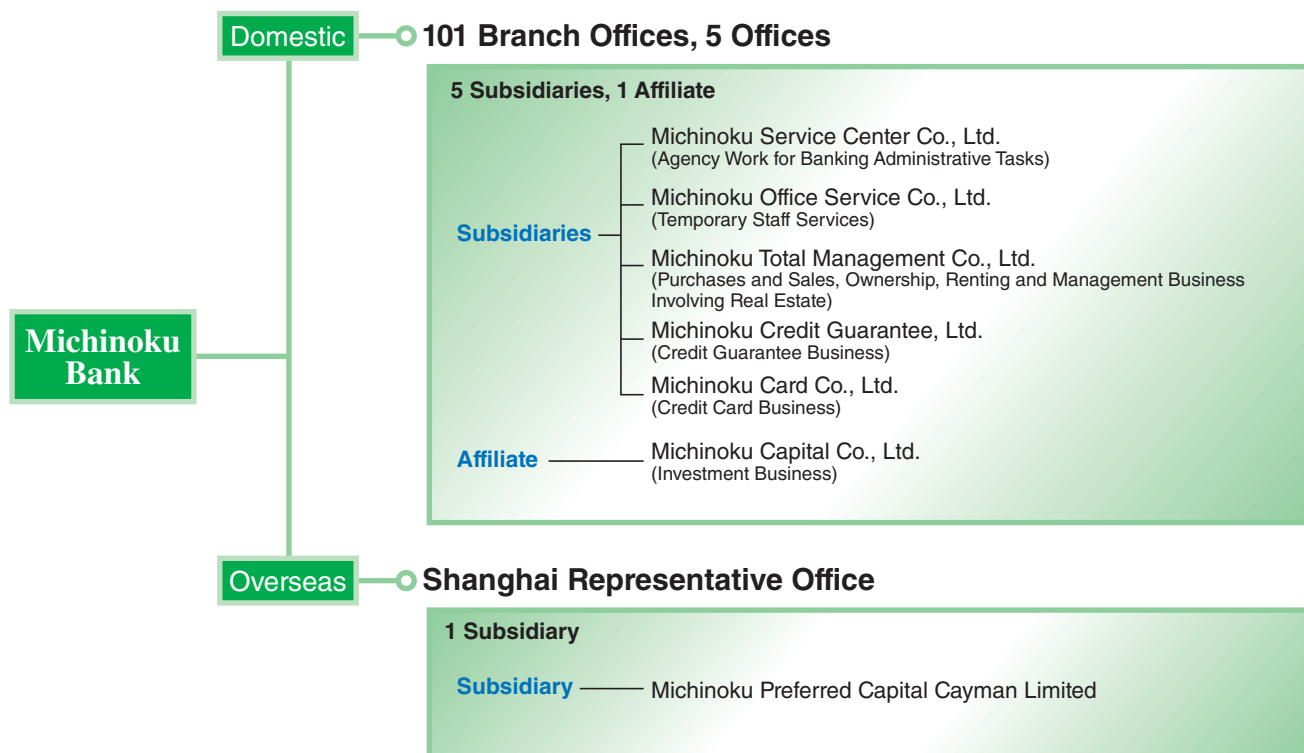 Domestic
101 Branch Offices, 5 Offices
5 Subsidiaries, 1 Affiliate
Michinoku Service Center Co., Ltd.
(Agency Work for Banking Administrative Tasks)
Michinoku Office Service Co., Ltd.
(Temporary Staff Services)
Subsidiaries
Michinoku Total Management Co., Ltd.
(Purchases and Sales, Ownership, Renting and Management Business
Involving Real Estate)
Michinoku
Bank
Michinoku Credit Guarantee, Ltd.
(Credit Guarantee Business)
Michinoku Card Co., Ltd.
(Credit Card Business)
Affiliate
Michinoku Capital Co., Ltd.
(Investment Business)
Overseas
Shanghai Representative Office
1 Subsidiary
Subsidiary
Michinoku Preferred Capital Cayman Limited